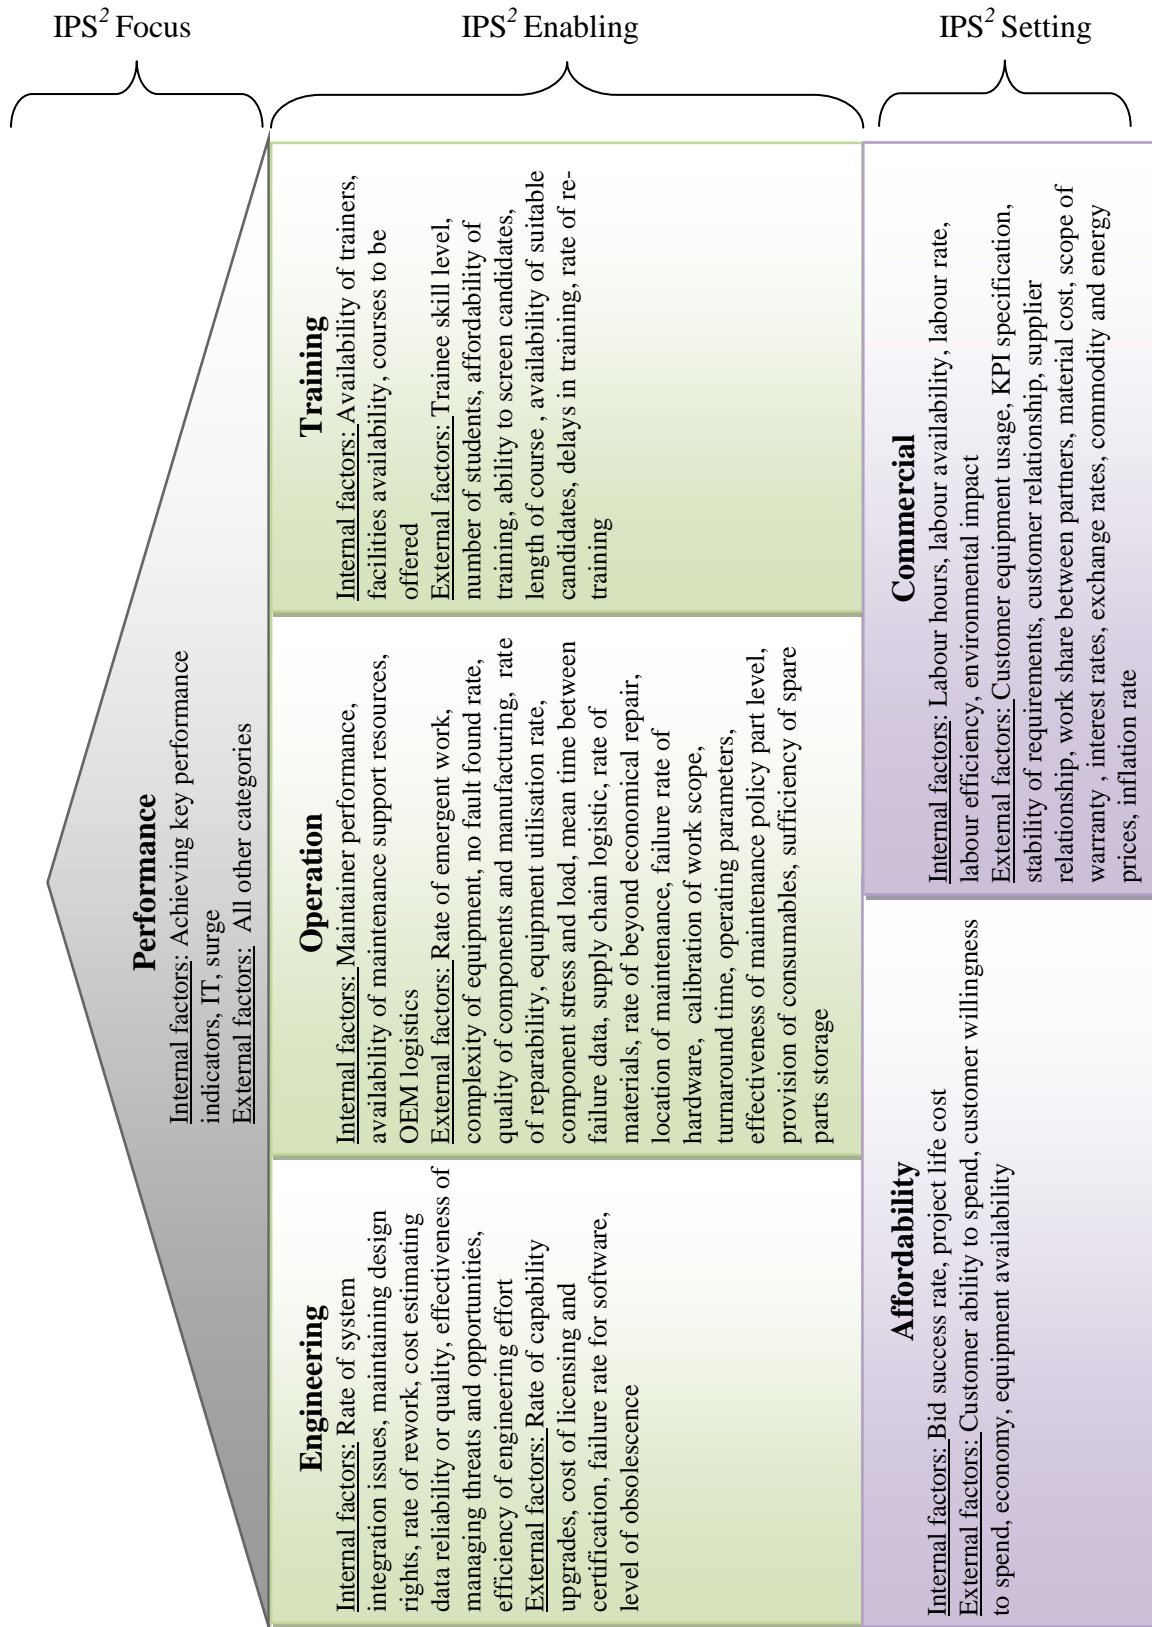 IPS² Focus
IPS² Enabling
IPS² Setting
Performance
Internal factors: Achieving key performance
indicators, IT, surge
External factors: All other categories
Engineering
Internal factors: Rate of system
integration issues, maintaining design
rights, rate of rework, cost estimating
data reliability or quality, effectiveness of
managing threats and opportunities,
efficiency of engineering effort
External factors: Rate of capability
upgrades, cost of licensing and
certification, failure rate for software,
level of obsolescence
Operation
Internal factors: Maintainer performance,
availability of maintenance support resources,
OEM logistics
External factors: Rate of emergent work,
complexity of equipment, no fault found rate,
quality of components and manufacturing, rate
of reparability, equipment utilisation rate,
component stress and load, mean time between
failure data, supply chain logistic, rate of
materials, rate of beyond economical repair,
location of maintenance, failure rate of
hardware, calibration of work scope,
turnaround time, operating parameters,
effectiveness of maintenance policy part level,
provision of consumables, sufficiency of spare
parts storage
Training
Internal factors: Availability of trainers,
facilities availability, courses to be
offered
External factors: Trainee skill level,
number of students, affordability of
training, ability to screen candidates,
length of course , availability of suitable
candidates, delays in training, rate of re-
training
Affordability
Internal factors: Bid success rate, project life cost
External factors: Customer ability to spend, customer willingness
to spend, economy, equipment availability
Commercial
Internal factors: Labour hours, labour availability, labour rate,
labour efficiency, environmental impact
External factors: Customer equipment usage, KPI specification,
stability of requirements, customer relationship, supplier
relationship, work share between partners, material cost, scope of
warranty , interest rates, exchange rates, commodity and energy
prices, inflation rate